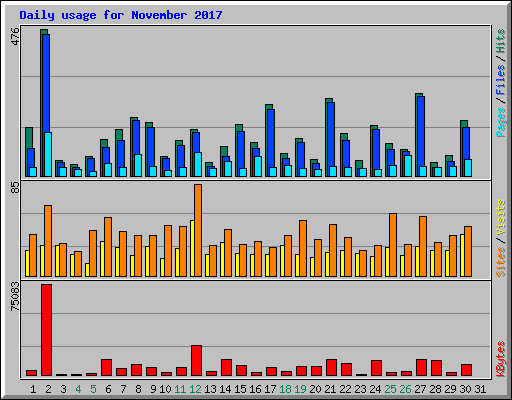 Daily usage for November 2017
476
85
75083
Pages / Files / Hits
Sites / Visits
KBytes
1 2 3 4 5 6 7 8 9 10 11 12 13 14 15 16 17 18 19 20 21 22 23 24 25 26 27 28 29 30 31